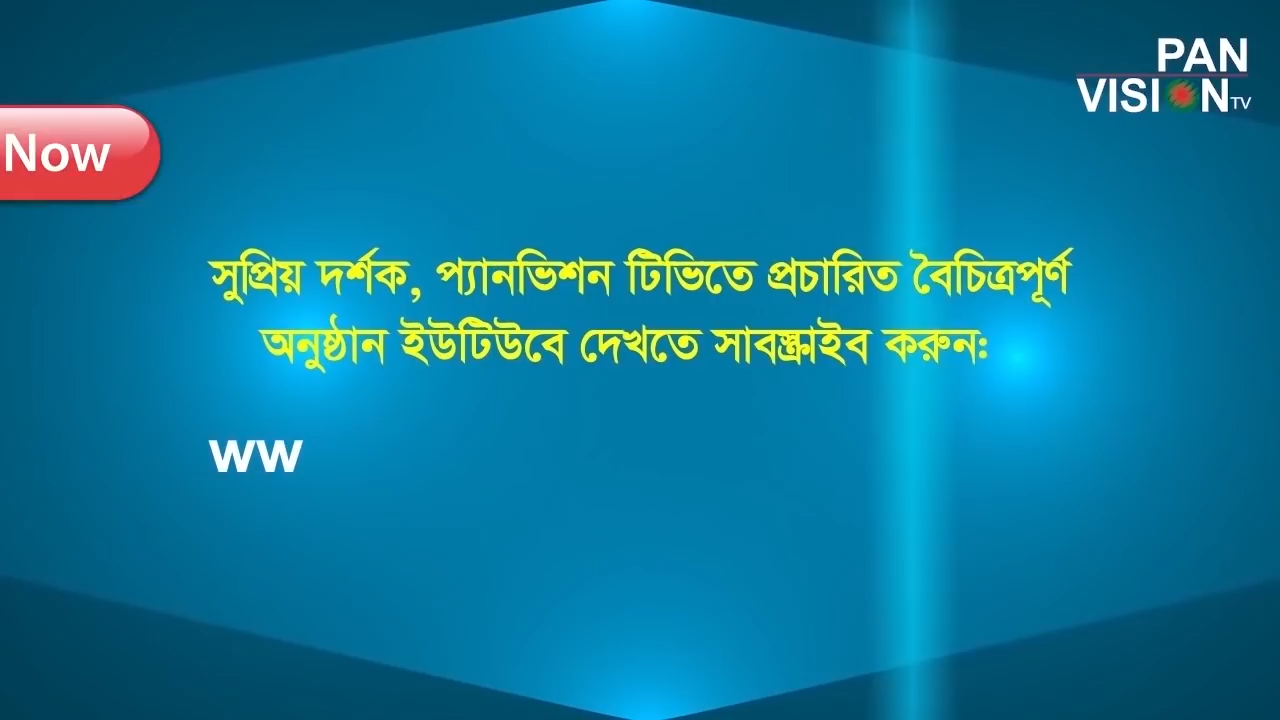 PAN
VISION TV
Now
সুপ্রিয় দর্শক, প্যানভিশন টিভিতে প্রচারিত বৈচিত্রপূর্ণ
অনুষ্ঠান ইউটিউবে দেখতে সাবস্ক্রাইব করুন:
ww